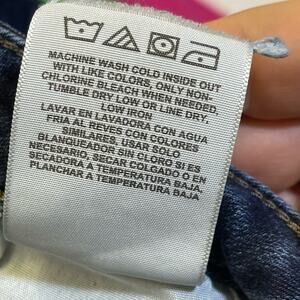 MACHINE WASH COLD INSIDE OUT
WITH LIKE COLORS, ONLY NON-
CHLORINE BLEACH WHEN NEEDED,
TUMBLE DRY LOW OR LINE DRY.
LOW IRON
LAVAR EN LAVADORA CON AGUA
FRIA AL REVES CON COLORES
SIMILARES, USAR SOLO
BLANQUEADOR SIN CLORO SI ES
NECESARIO, SECAR COLGADO O EN
SECADORA A TEMPERATURA BAJA,
PLANCHAR A TEMPERATURA BAJA